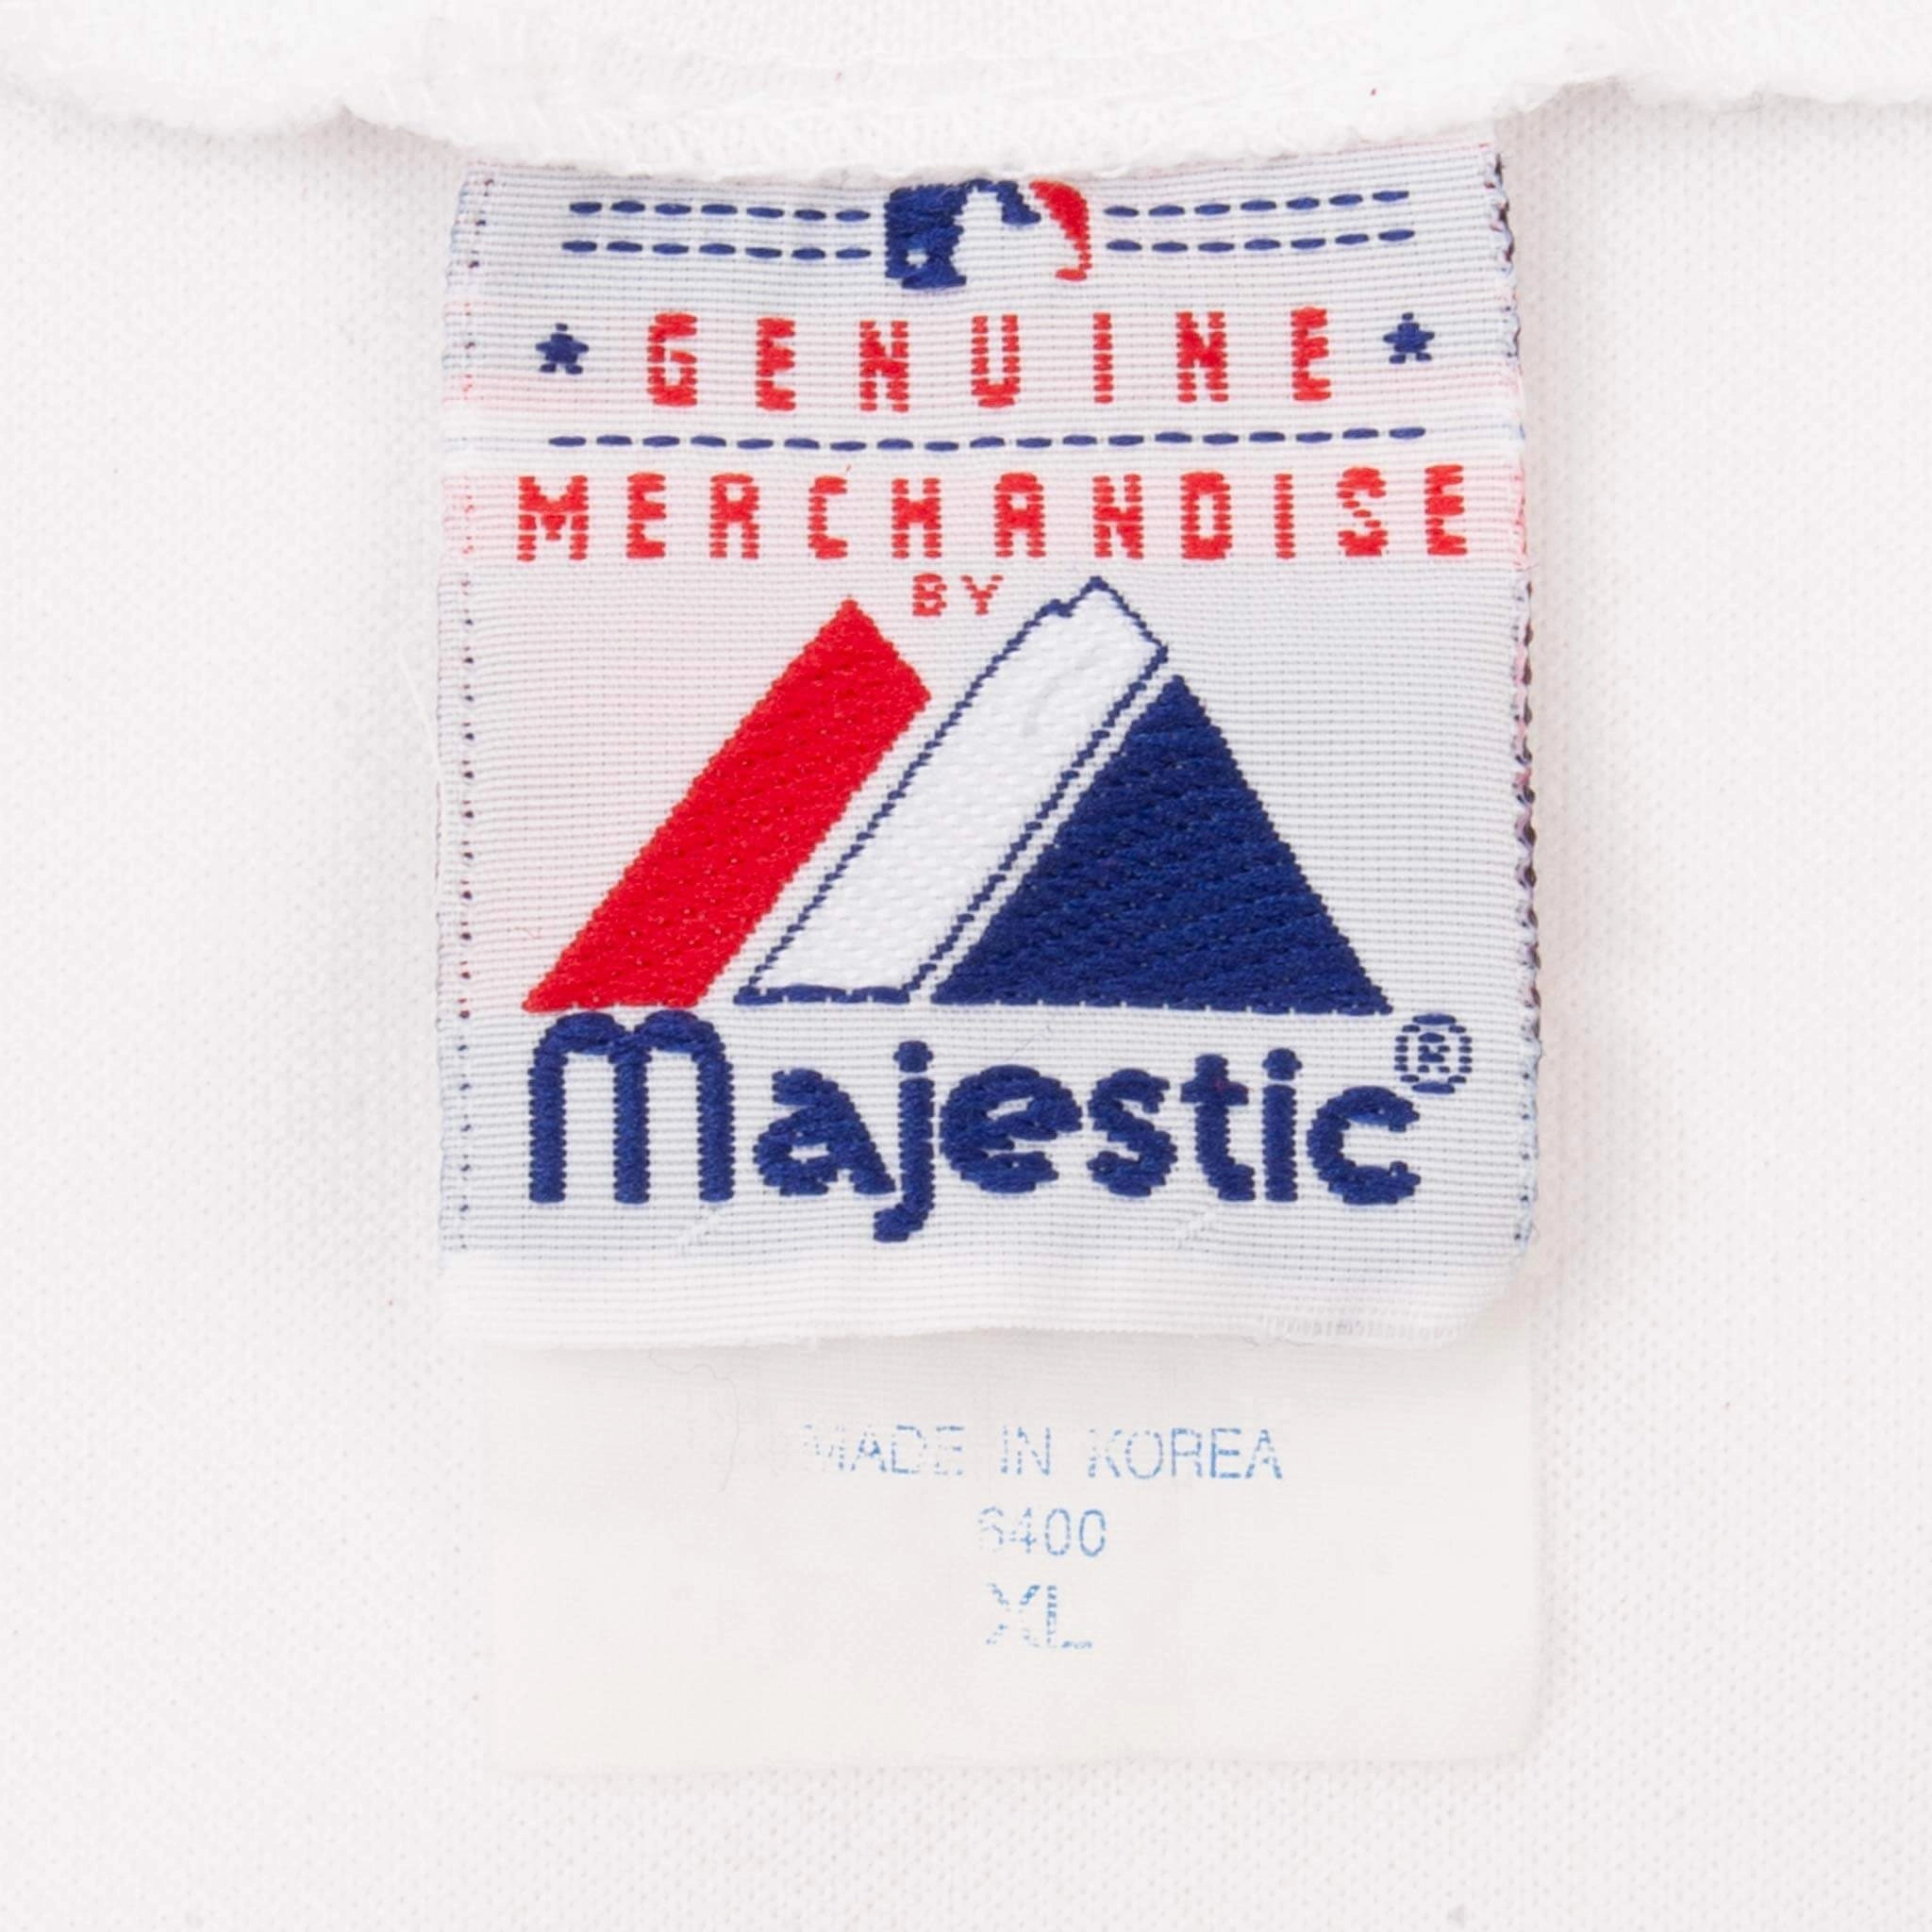 GENUINE
MERCHANDISE
BY
Majestic®
MADE IN KOREA
6400
XL